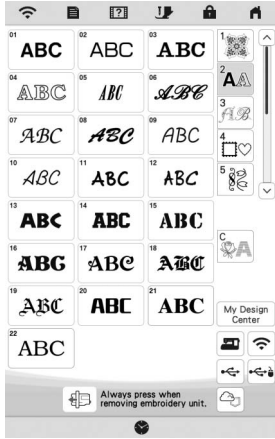 01 ABC
02 ABC
03 ABC
1
04 ABC
05 ABC
06 ABC
2 AA
3 AB
07 ABC
08 ABC
09 ABC
4
10 ABC
11 ABC
12 ABC
5
13 ABC
14 ABC
15 ABC
16 ABC
17 ABC
18 ABC
C A
19 ABC
20 ABC
21 ABC
My Design
Center
22 ABC
Always press when
removing embroidery unit.